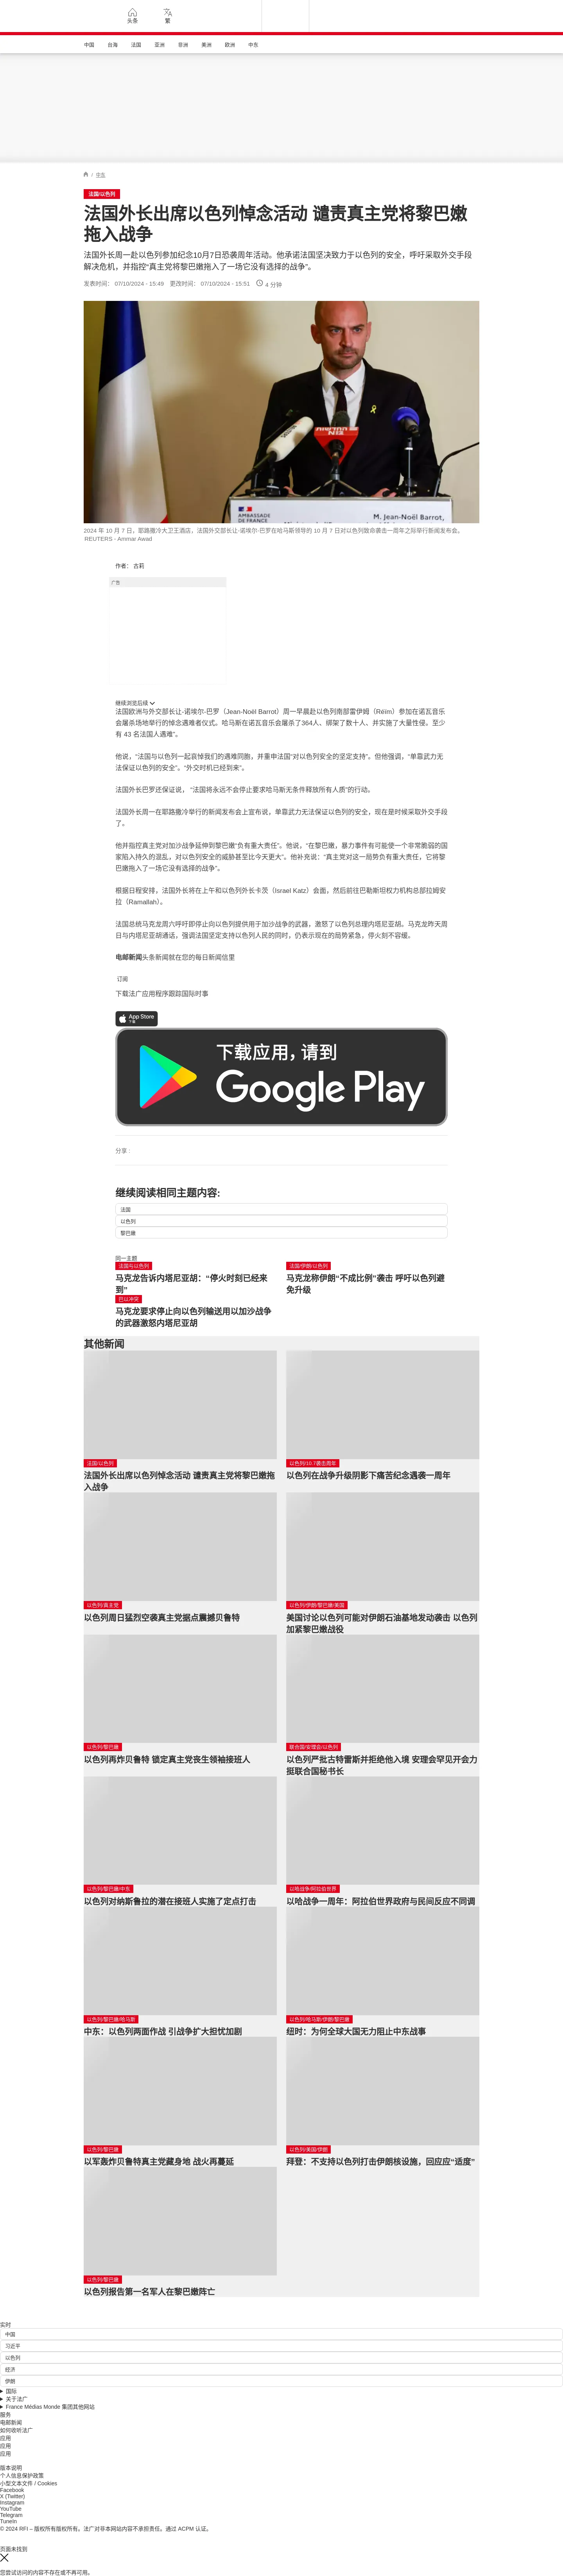 头条
繁
中国
台海
法国
亚洲
非洲
美洲
欧洲
中东
/ 中东
法国/以色列
法国外长出席以色列悼念活动 谴责真主党将黎巴嫩
拖入战争
法国外长周一赴以色列参加纪念10月7日恐袭周年活动。他承诺法国坚决致力于以色列的安全，呼吁采取外交手段
解决危机，并指控“真主党将黎巴嫩拖入了一场它没有选择的战争”。
发表时间： 07/10/2024 - 15:49 更改时间： 07/10/2024 - 15:51 4 分钟
AMBASSADE
DE FRANCE
M. Jean-Noël Barrot,
2024 年 10 月 7 日，耶路撒冷大卫王酒店，法国外交部长让-诺埃尔·巴罗在哈马斯领导的 10 月 7 日对以色列致命袭击一周年之际举行新闻发布会。
REUTERS - Ammar Awad
作者： 古莉
广告
继续浏览后续
法国欧洲与外交部长让-诺埃尔-巴罗（Jean-Noël Barrot）周一早晨赴以色列南部雷伊姆（Réïm）参加在诺瓦音乐
会屠杀场地举行的悼念遇难者仪式。哈马斯在诺瓦音乐会屠杀了364人、绑架了数十人、并实施了大量性侵。至少
有 43 名法国人遇难”。
他说，“法国与以色列一起哀悼我们的遇难同胞，并重申法国“对以色列安全的坚定支持”。但他强调，“单靠武力无
法保证以色列的安全”。“外交时机已经到来”。
法国外长巴罗还保证说， “法国将永远不会停止要求哈马斯无条件释放所有人质”的行动。
法国外长周一在耶路撒冷举行的新闻发布会上宣布说，单靠武力无法保证以色列的安全，现在是时候采取外交手段
了。
他并指控真主党对加沙战争延伸到黎巴嫩“负有重大责任”。他说，“在黎巴嫩，暴力事件有可能使一个非常脆弱的国
家陷入持久的混乱，对以色列安全的威胁甚至比今天更大”。他补充说：“真主党对这一局势负有重大责任，它将黎
巴嫩拖入了一场它没有选择的战争”。
根据日程安排，法国外长将在上午和以色列外长卡茨（Israel Katz）会面，然后前往巴勒斯坦权力机构总部拉姆安
拉（Ramallah）。
法国总统马克龙周六呼吁即停止向以色列提供用于加沙战争的武器，激怒了以色列总理内塔尼亚胡。马克龙昨天周
日与内塔尼亚胡通话，强调法国坚定支持以色列人民的同时，仍表示现在的局势紧急，停火刻不容缓。
电邮新闻头条新闻就在您的每日新闻信里
订阅
下载法广应用程序跟踪国际时事
App Store
下载
下载应用，请到
Google Play
分享 :
继续阅读相同主题内容:
法国
以色列
黎巴嫩
同一主题
法国与以色列
马克龙告诉内塔尼亚胡：“停火时刻已经来
到”
法国/伊朗/以色列
马克龙称伊朗“不成比例”袭击 呼吁以色列避
免升级
巴以冲突
马克龙要求停止向以色列输送用以加沙战争
的武器激怒内塔尼亚胡
其他新闻
法国/以色列
法国外长出席以色列悼念活动 谴责真主党将黎巴嫩拖
入战争
以色列/10.7袭击周年
以色列在战争升级阴影下痛苦纪念遇袭一周年
以色列/真主党
以色列周日猛烈空袭真主党据点震撼贝鲁特
以色列/伊朗/黎巴嫩/美国
美国讨论以色列可能对伊朗石油基地发动袭击 以色列
加紧黎巴嫩战役
以色列/黎巴嫩
以色列再炸贝鲁特 锁定真主党丧生领袖接班人
联合国/安理会/以色列
以色列严批古特雷斯并拒绝他入境 安理会罕见开会力
挺联合国秘书长
以色列/黎巴嫩/中东
以色列对纳斯鲁拉的潜在接班人实施了定点打击
以哈战争/阿拉伯世界
以哈战争一周年：阿拉伯世界政府与民间反应不同调
以色列/黎巴嫩/哈马斯
中东：以色列两面作战 引战争扩大担忧加剧
以色列/哈马斯/伊朗/黎巴嫩
纽时：为何全球大国无力阻止中东战事
以色列/黎巴嫩
以军轰炸贝鲁特真主党藏身地 战火再蔓延
以色列/美国/伊朗
拜登：不支持以色列打击伊朗核设施，回应应“适度”
以色列/黎巴嫩
以色列报告第一名军人在黎巴嫩阵亡
实时
中国
习近平
以色列
经济
伊朗
国际
关于法广
France Médias Monde 集团其他网站
服务
电邮新闻
如何收听法广
应用
应用
应用
版本说明
个人信息保护政策
小型文本文件 / Cookies
Facebook
X (Twitter)
Instagram
YouTube
Telegram
TuneIn
© 2024 RFI – 版权所有版权所有。法广对非本网站内容不承担责任。通过 ACPM 认证。
页面未找到
您尝试访问的内容不存在或不再可用。